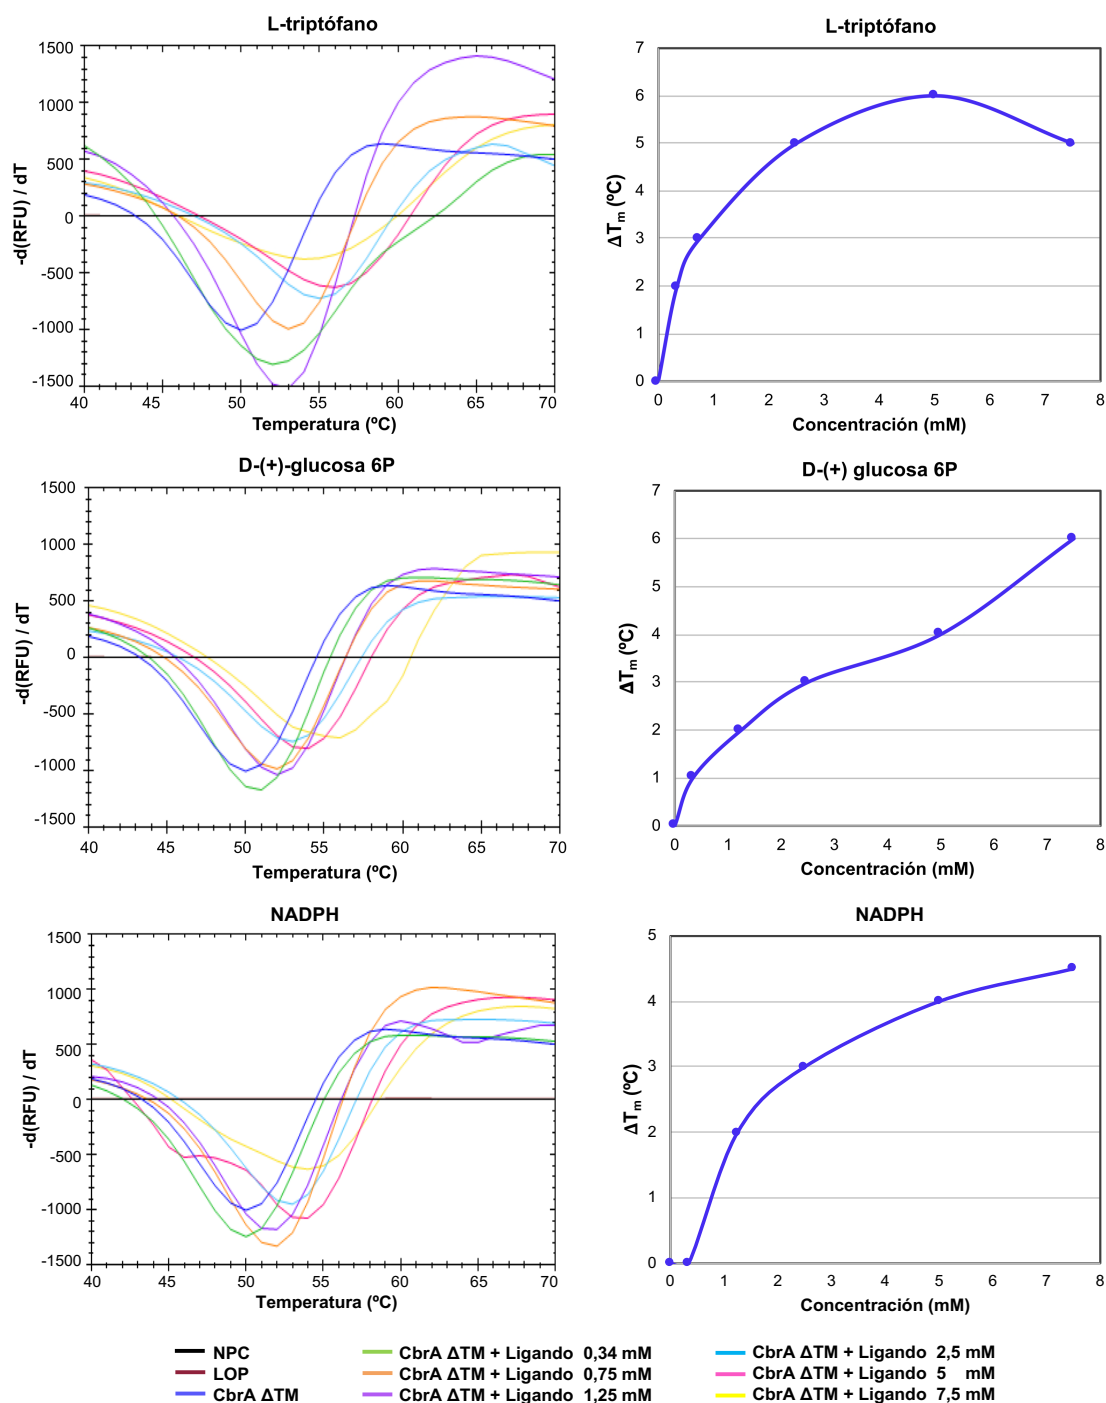 L-triptófano
1500
1000
500
0
-500
-1000
-1500
-d(RFU) / dT
40 45 50 55 60 65 70
Temperatura (ºC)
L-triptófano
7
6
5
4
3
2
1
0
ΔTm (ºC)
0 1 2 3 4 5 6 7 8
Concentración (mM)
D-(+)-glucosa 6P
1500
1000
500
0
-500
-1000
-1500
-d(RFU) / dT
40 45 50 55 60 65 70
Temperatura (ºC)
D-(+) glucosa 6P
7
6
5
4
3
2
1
0
ΔTm (ºC)
0 1 2 3 4 5 6 7 8
Concentración (mM)
NADPH
1500
1000
500
0
-500
-1000
-1500
-d(RFU) / dT
40 45 50 55 60 65 70
Temperatura (ºC)
NADPH
5
4
3
2
1
0
ΔTm (ºC)
0 1 2 3 4 5 6 7 8
Concentración (mM)
NPC
LOP
CbrA ΔTM
CbrA ΔTM + Ligando 0,34 mM
CbrA ΔTM + Ligando 0,75 mM
CbrA ΔTM + Ligando 1,25 mM
CbrA ΔTM + Ligando 2,5 mM
CbrA ΔTM + Ligando 5 mM
CbrA ΔTM + Ligando 7,5 mM